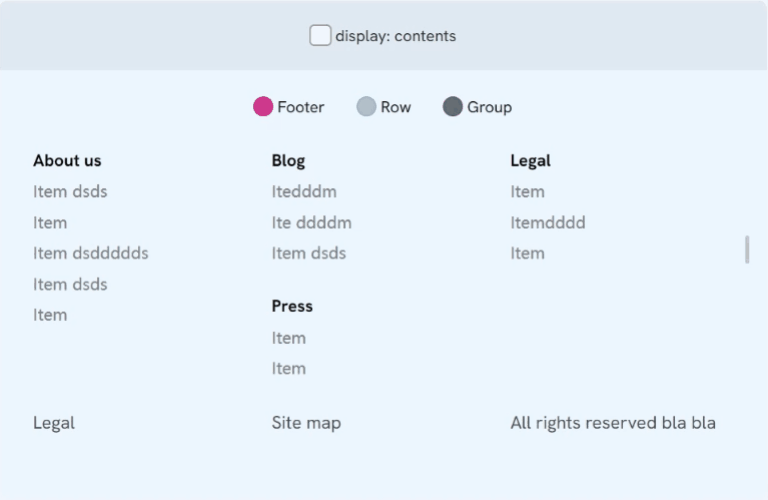 display: contents
Footer Row Group
About us
Item dsds
Item
Item dsddddds
Item dsds
Item
Blog
Itedddm
Ite ddddm
Item dsds
Press
Item
Item
Legal
Item
Itemdddd
Item
Legal
Site map
All rights reserved bla bla